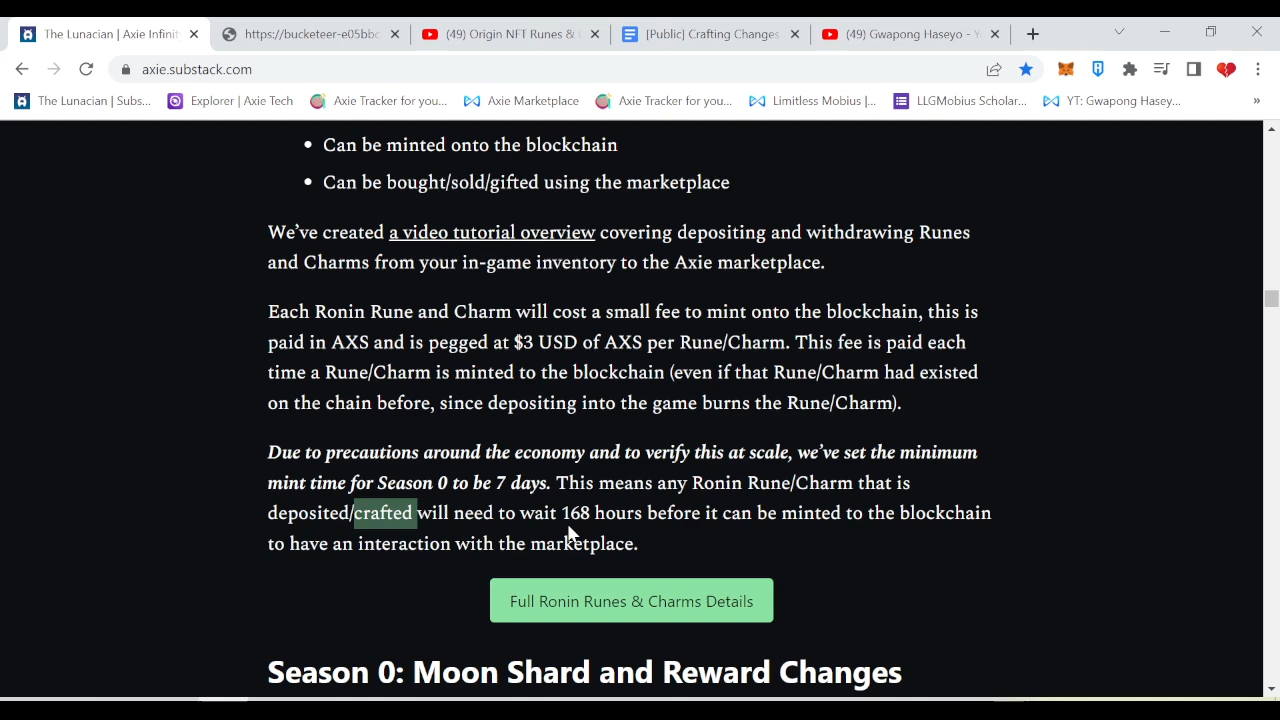 The Lunacian | Axie Infinit
https://bucketeer-e05b
(49) Origin NFT Runes &
[Public] Crafting Changes
(49) Gwapong Haseyo - Y
axie.substack.com
The Lunacian | Subs...
Explorer | Axie Tech
Axie Tracker for you...
Axie Marketplace
Axie Tracker for you...
Limitless Mobius |...
LLGMobius Scholar...
YT: Gwapong Hasey...
»
• Can be minted onto the blockchain
• Can be bought/sold/gifted using the marketplace
We’ve created a video tutorial overview covering depositing and withdrawing Runes
and Charms from your in-game inventory to the Axie marketplace.
Each Ronin Rune and Charm will cost a small fee to mint onto the blockchain, this is
paid in AXS and is pegged at $3 USD of AXS per Rune/Charm. This fee is paid each
time a Rune/Charm is minted to the blockchain (even if that Rune/Charm had existed
on the chain before, since depositing into the game burns the Rune/Charm).
Due to precautions around the economy and to verify this at scale, we’ve set the minimum
mint time for Season 0 to be 7 days. This means any Ronin Rune/Charm that is
deposited/crafted will need to wait 168 hours before it can be minted to the blockchain
to have an interaction with the marketplace.
Full Ronin Runes & Charms Details
Season 0: Moon Shard and Reward Changes